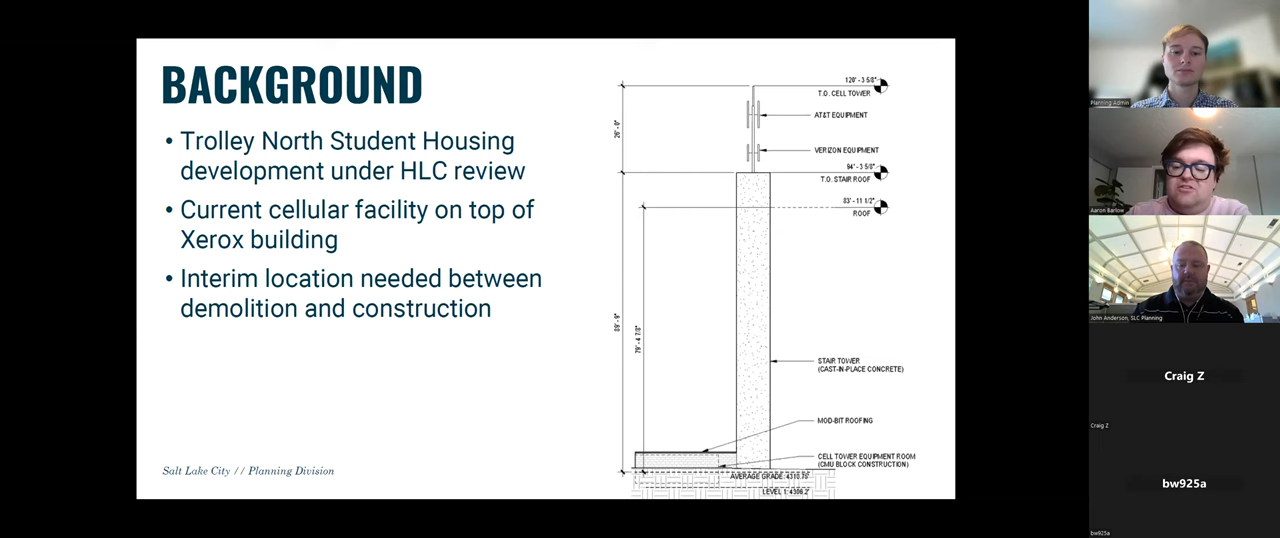 BACKGROUND
• Trolley North Student Housing
development under HLC review
• Current cellular facility on top of
Xerox building
• Interim location needed between
demolition and construction
Salt Lake City // Planning Division
120' - 3 5/8"
T.O. CELL TOWER
AT&T EQUIPMENT
26' - 0"
VERIZON EQUIPMENT
94' - 3 5/8"
T.O. STAIR ROOF
83' - 11 1/2"
ROOF
79' - 4 7/8"
STAIR TOWER
(CAST-IN-PLACE CONCRETE)
MOD-BIT ROOFING
CELL TOWER EQUIPMENT ROOM
(CMU BLOCK CONSTRUCTION)
LEVEL 1: 4306.2'
Planning Admin
Aaron Barlow
John Anderson, SLC Planning
Craig Z
Craig Z
bw925a
bw925a